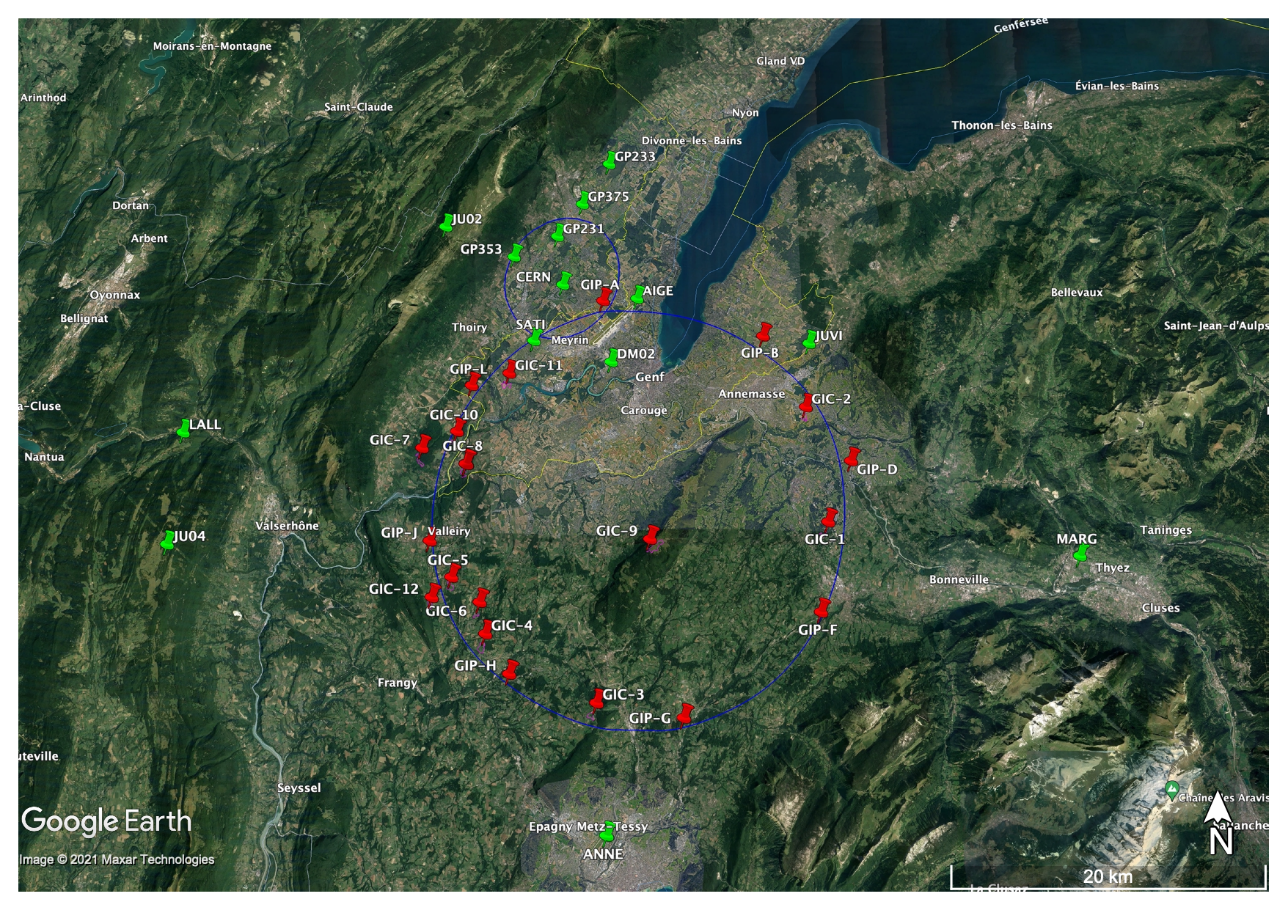 Genfersee
Moirans-en-Montagne
Gland VD
Évian-les-Bains
Arinthod
Saint-Claude
Nyon
Thonon-les-Bains
Divonne-les-Bains
GP233
GP375
Dortan
JU02
GP231
Arbent
GP353
CERN
GIP-A
AIGE
Bellevaux
Oyonnax
Bellignat
SATI
Thoiry
Meyrin
Saint-Jean-d'Aulps
JUVI
GIP-B
DM02
GIC-11
GIP-L
Genf
Annemasse
GIC-2
a-Cluse
Carouge
GIC-10
LALL
GIC-7
GIC-8
Nantua
GIP-D
Valserhône
GIP-J
Valleiry
GIC-9
GIC-1
Taninges
JU04
MARG
GIC-5
Thyez
Bonneville
GIC-12
GIC-6
Cluses
GIC-4
GIP-F
GIP-H
Frangy
GIC-3
GIP-G
uteville
Seyssel
Chaîne des Aravis
Google Earth
Epagny Metz-Tessy
N
ANNE
Image © 2021 Maxar Technologies
20 km
La Clusaz